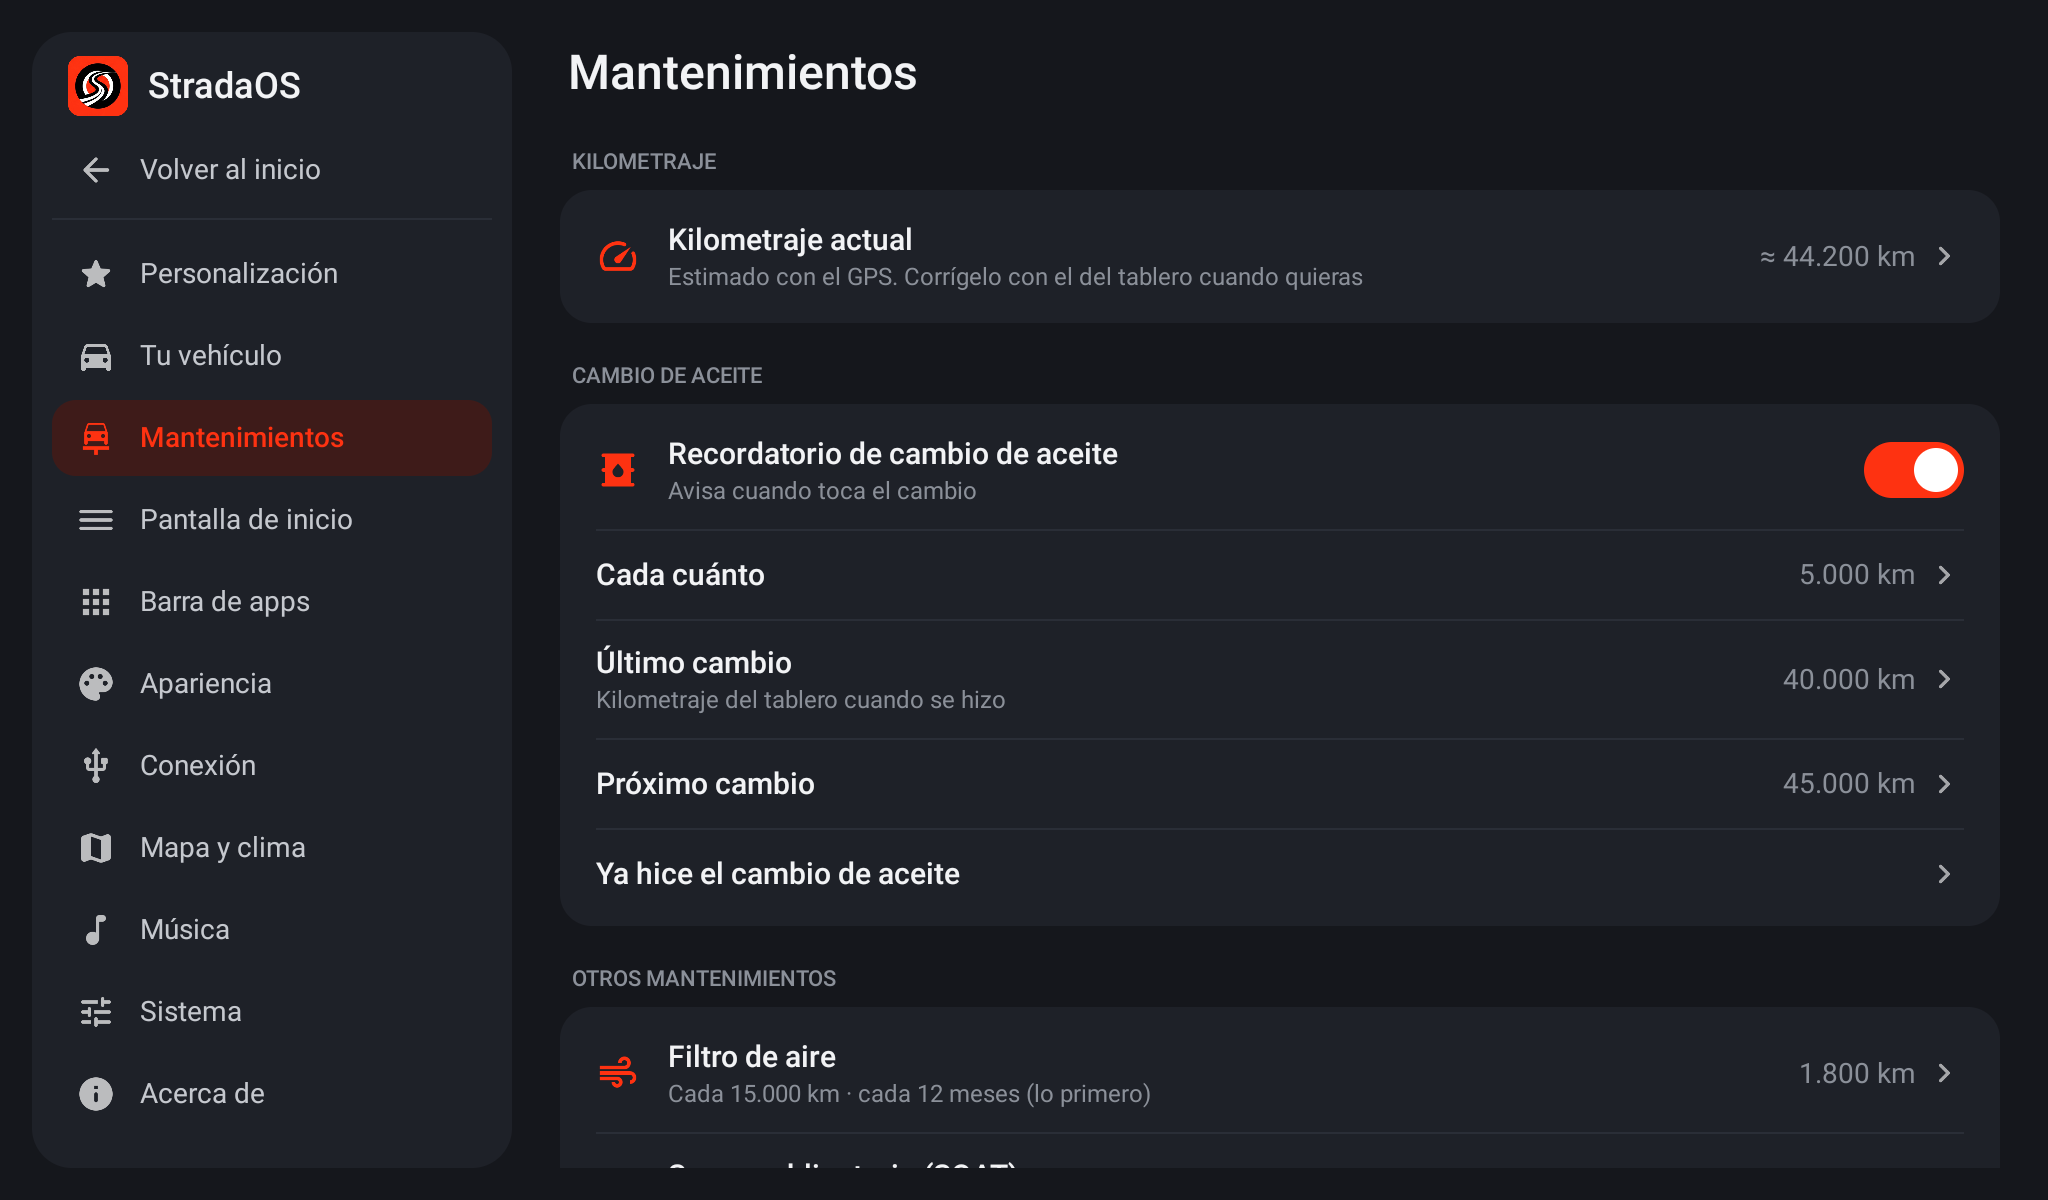 StradaOS
Volver al inicio
Personalización
Tu vehículo
Mantenimientos
Pantalla de inicio
Barra de apps
Apariencia
Conexión
Mapa y clima
Música
Sistema
Acerca de
Mantenimientos
KILOMETRAJE
Kilometraje actual
Estimado con el GPS. Corrígelo con el del tablero cuando quieras
≈ 44.200 km
CAMBIO DE ACEITE
Recordatorio de cambio de aceite
Avisa cuando toca el cambio
Cada cuánto
5.000 km
Último cambio
Kilometraje del tablero cuando se hizo
40.000 km
Próximo cambio
45.000 km
Ya hice el cambio de aceite
OTROS MANTENIMIENTOS
Filtro de aire
Cada 15.000 km · cada 12 meses (lo primero)
1.800 km